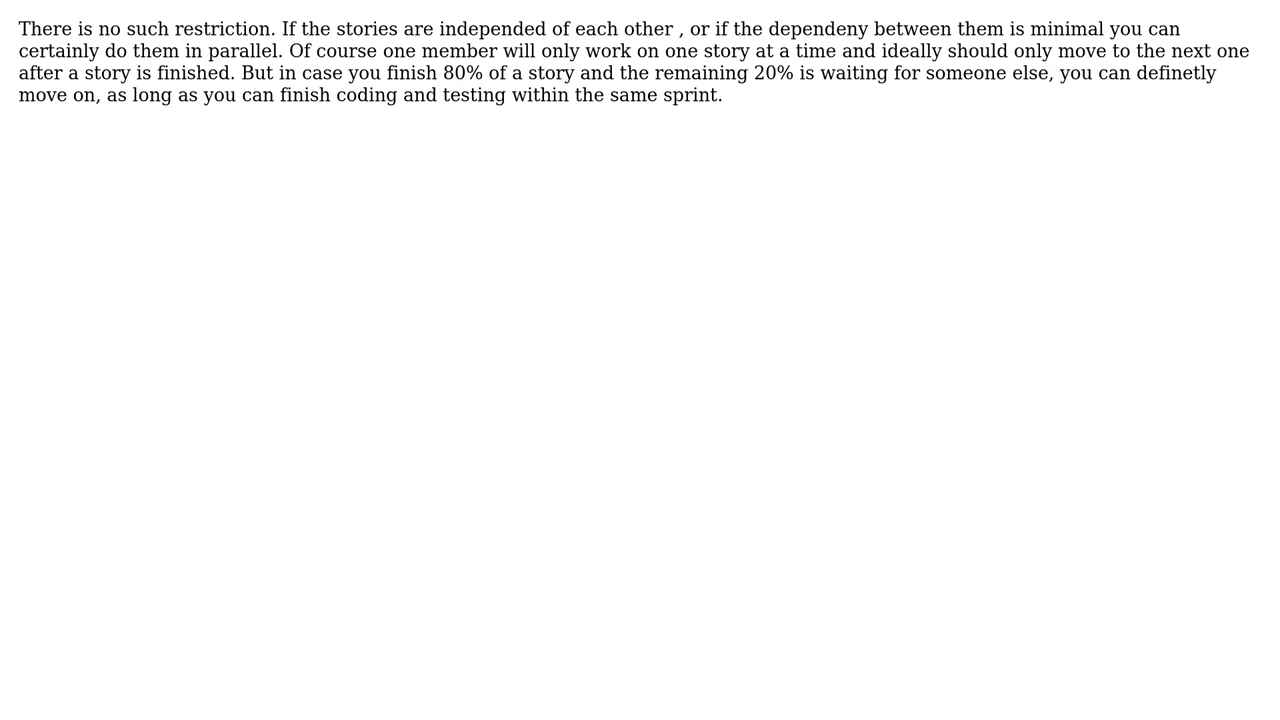 There is no such restriction. If the stories are independed of each other , or if the dependeny between them is minimal you can
certainly do them in parallel. Of course one member will only work on one story at a time and ideally should only move to the next one
after a story is finished. But in case you finish 80% of a story and the remaining 20% is waiting for someone else, you can definetly
move on, as long as you can finish coding and testing within the same sprint.